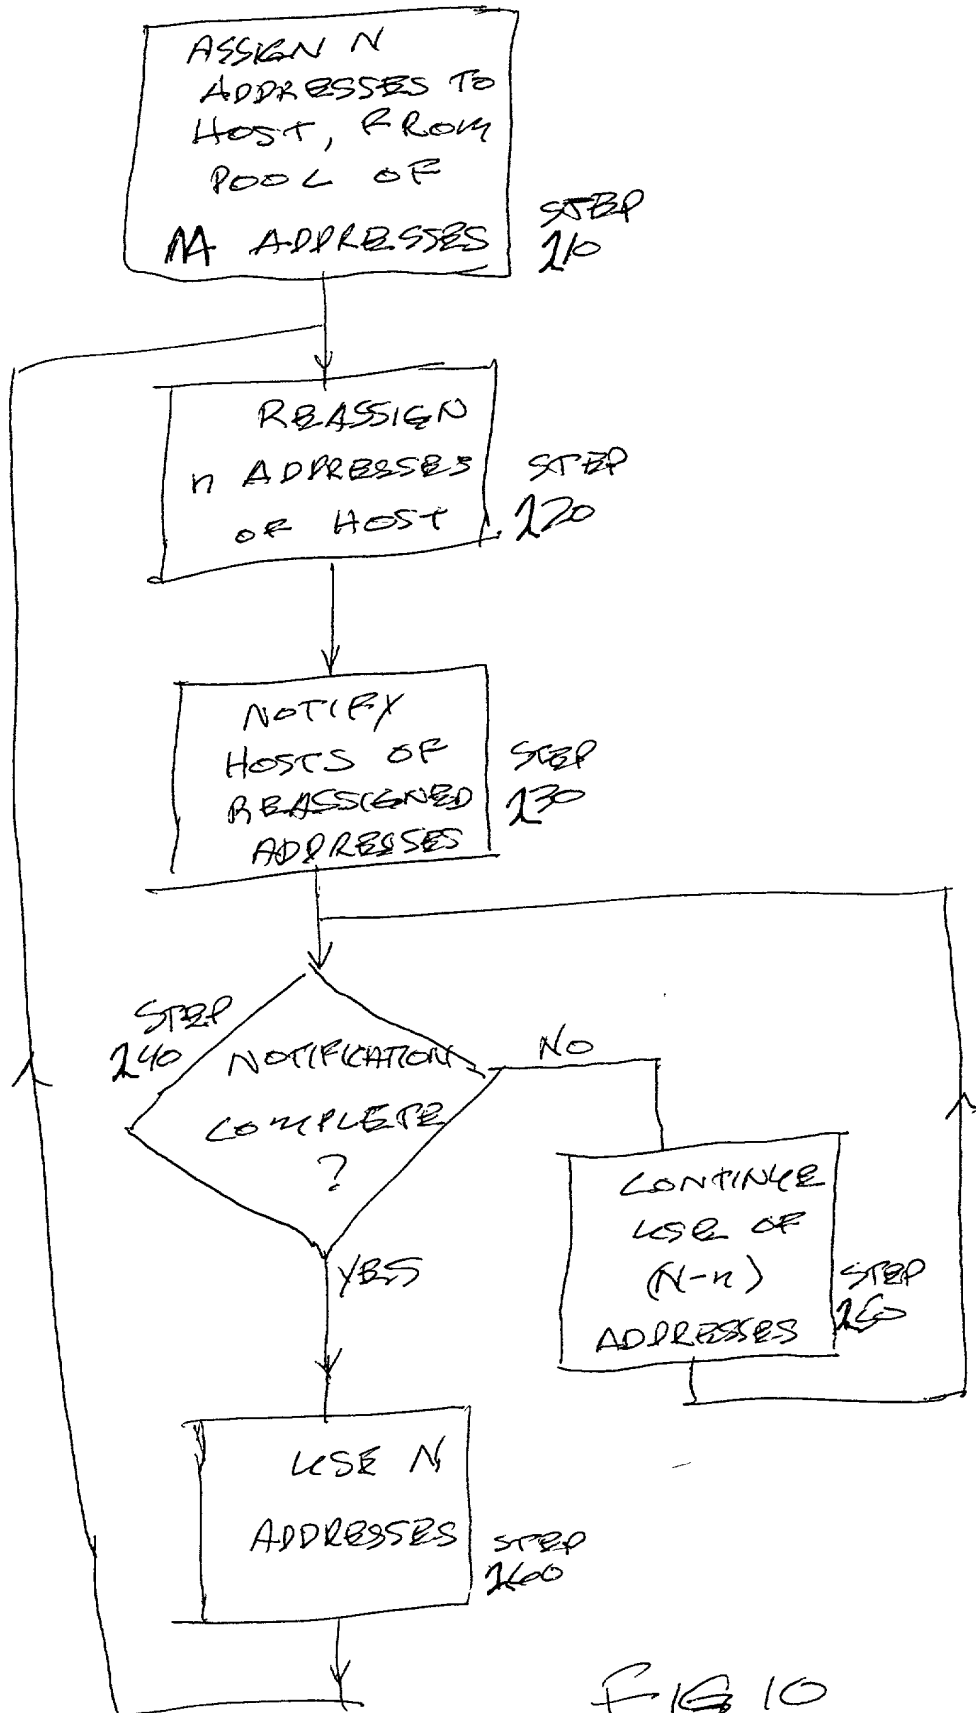 ASSIGN N
ADDRESSES TO
HOST, FROM
POOL OF
M ADDRESSES
STEP
210
REASSIGN
n ADDRESSES
OF HOST
STEP
220
NOTIFY
HOSTS OF
REASSIGNED
ADDRESSES
STEP
230
STEP
240
NOTIFICATION
COMPLETE
?
NO
YES
CONTINUE
USE OF
(N-n)
ADDRESSES
STEP
USE N
ADDRESSES
STEP
260
FIG 10